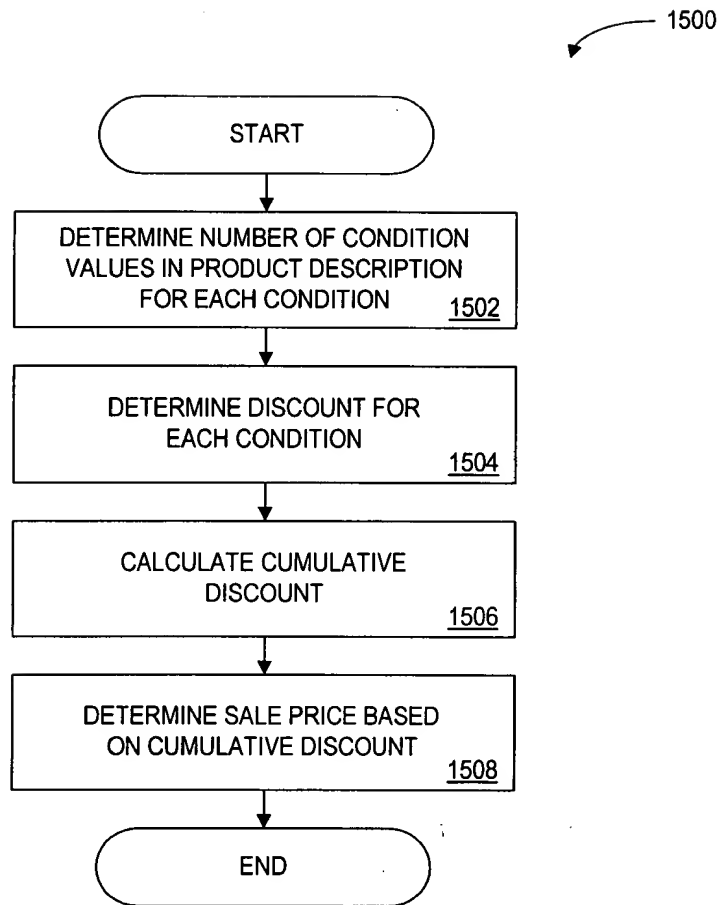 1500
START
DETERMINE NUMBER OF CONDITION
VALUES IN PRODUCT DESCRIPTION
FOR EACH CONDITION
1502
DETERMINE DISCOUNT FOR
EACH CONDITION
1504
CALCULATE CUMULATIVE
DISCOUNT
1506
DETERMINE SALE PRICE BASED
ON CUMULATIVE DISCOUNT
1508
END